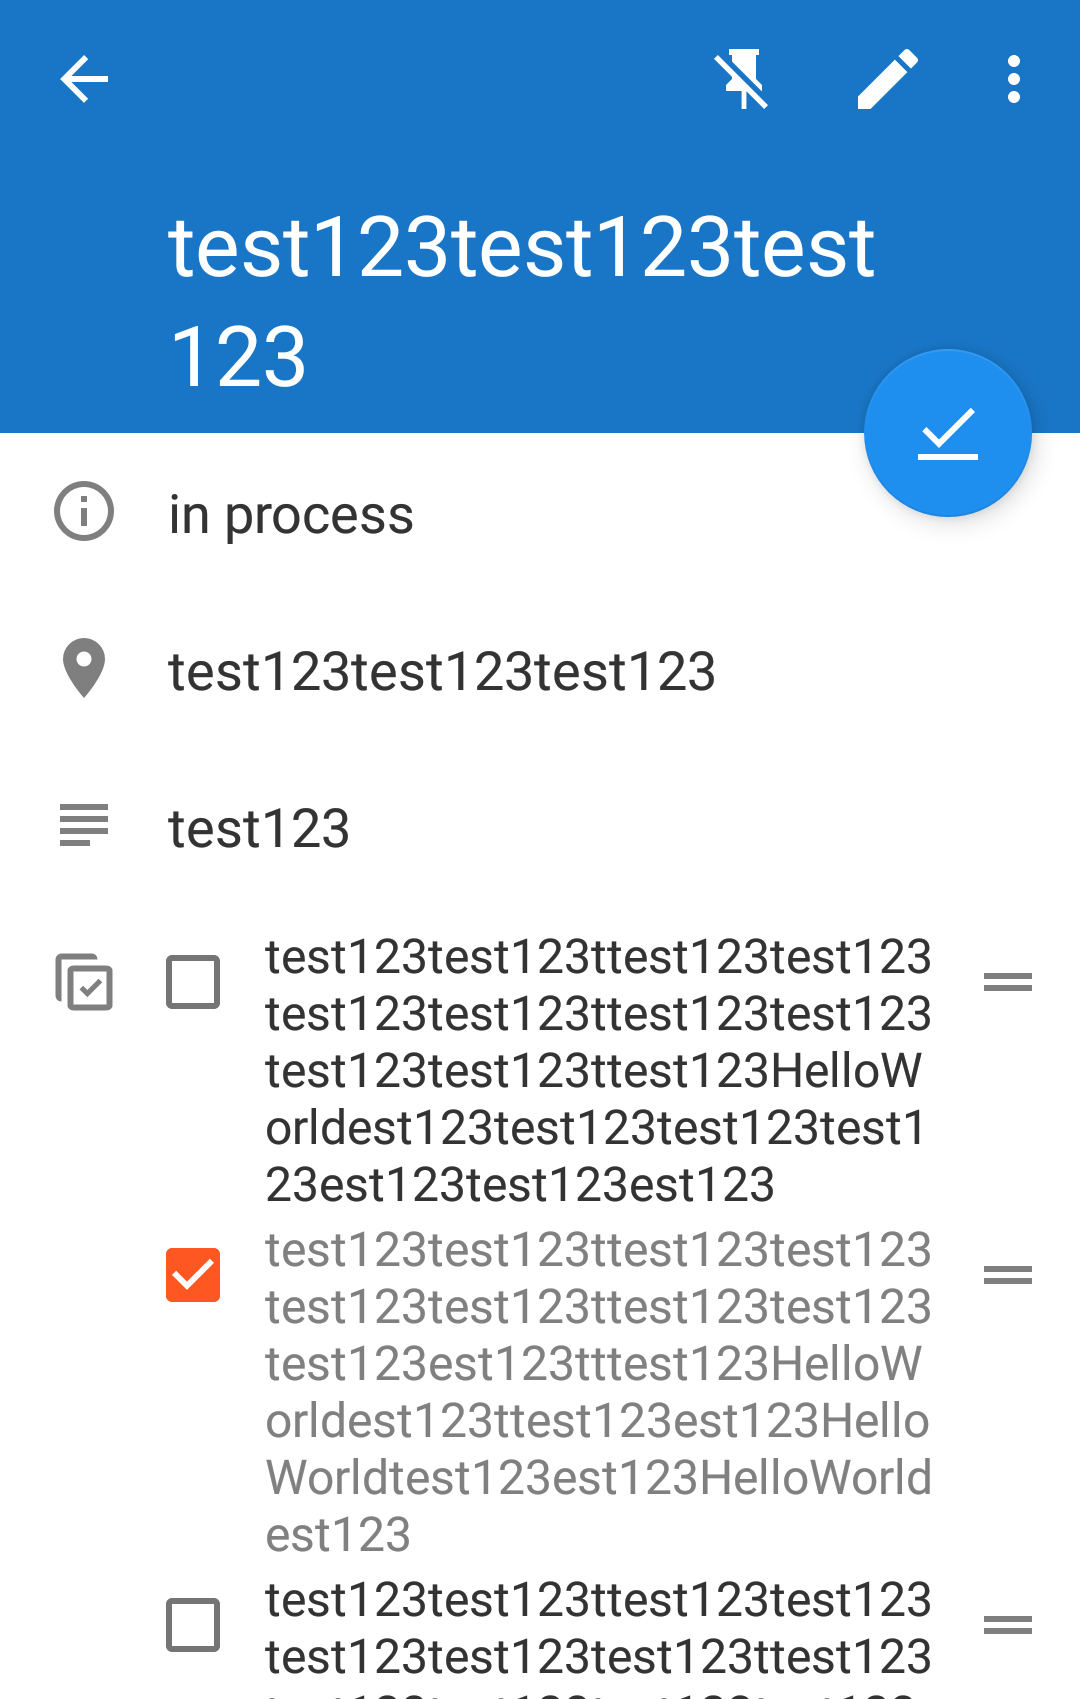 test123test123test
123
in process
test123test123test123
test123
test123test123ttest123test123
test123test123ttest123test123
test123test123ttest123HelloW
orldest123test123test123test1
23est123test123est123
test123test123ttest123test123
test123test123ttest123test123
test123est123tttest123HelloW
orldest123ttest123est123Hello
Worldtest123est123HelloWorld
est123
test123test123ttest123test123
test123test123test123ttest123